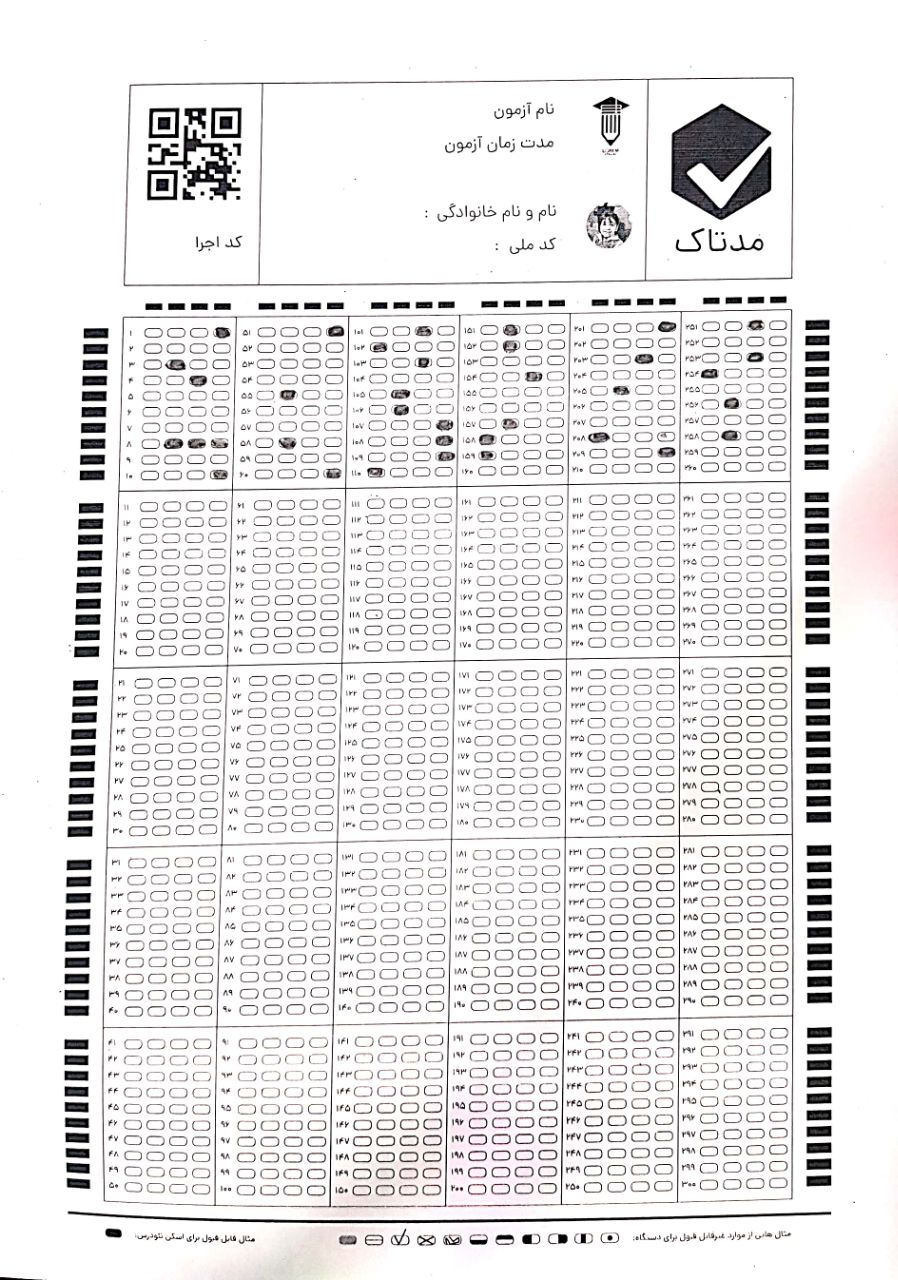 نام آزمون
مدت زمان آزمون
نام و نام خانوادگی :
کد ملی :
مدتاک
کد اجرا
۱ ۵۱ ۱۰۱ ۱۵۱ ۲۰۱ ۲۵۱
۲ ۵۲ ۱۰۲ ۱۵۲ ۲۰۲ ۲۵۲
۳ ۵۳ ۱۰۳ ۱۵۳ ۲۰۳ ۲۵۳
۴ ۵۴ ۱۰۴ ۱۵۴ ۲۰۴ ۲۵۴
۵ ۵۵ ۱۰۵ ۱۵۵ ۲۰۵ ۲۵۵
۶ ۵۶ ۱۰۶ ۱۵۶ ۲۰۶ ۲۵۶
۷ ۵۷ ۱۰۷ ۱۵۷ ۲۰۷ ۲۵۷
۸ ۵۸ ۱۰۸ ۱۵۸ ۲۰۸ ۲۵۸
۹ ۵۹ ۱۰۹ ۱۵۹ ۲۰۹ ۲۵۹
۱۰ ۶۰ ۱۱۰ ۱۶۰ ۲۱۰ ۲۶۰
۱۱ ۶۱ ۱۱۱ ۱۶۱ ۲۱۱ ۲۶۱
۱۲ ۶۲ ۱۱۲ ۱۶۲ ۲۱۲ ۲۶۲
۱۳ ۶۳ ۱۱۳ ۱۶۳ ۲۱۳ ۲۶۳
۱۴ ۶۴ ۱۱۴ ۱۶۴ ۲۱۴ ۲۶۴
۱۵ ۶۵ ۱۱۵ ۱۶۵ ۲۱۵ ۲۶۵
۱۶ ۶۶ ۱۱۶ ۱۶۶ ۲۱۶ ۲۶۶
۱۷ ۶۷ ۱۱۷ ۱۶۷ ۲۱۷ ۲۶۷
۱۸ ۶۸ ۱۱۸ ۱۶۸ ۲۱۸ ۲۶۸
۱۹ ۶۹ ۱۱۹ ۱۶۹ ۲۱۹ ۲۶۹
۲۰ ۷۰ ۱۲۰ ۱۷۰ ۲۲۰ ۲۷۰
۲۱ ۷۱ ۱۲۱ ۱۷۱ ۲۲۱ ۲۷۱
۲۲ ۷۲ ۱۲۲ ۱۷۲ ۲۲۲ ۲۷۲
۲۳ ۷۳ ۱۲۳ ۱۷۳ ۲۲۳ ۲۷۳
۲۴ ۷۴ ۱۲۴ ۱۷۴ ۲۲۴ ۲۷۴
۲۵ ۷۵ ۱۲۵ ۱۷۵ ۲۲۵ ۲۷۵
۲۶ ۷۶ ۱۲۶ ۱۷۶ ۲۲۶ ۲۷۶
۲۷ ۷۷ ۱۲۷ ۱۷۷ ۲۲۷ ۲۷۷
۲۸ ۷۸ ۱۲۸ ۱۷۸ ۲۲۸ ۲۷۸
۲۹ ۷۹ ۱۲۹ ۱۷۹ ۲۲۹ ۲۷۹
۳۰ ۸۰ ۱۳۰ ۱۸۰ ۲۳۰ ۲۸۰
۳۱ ۸۱ ۱۳۱ ۱۸۱ ۲۳۱ ۲۸۱
۳۲ ۸۲ ۱۳۲ ۱۸۲ ۲۳۲ ۲۸۲
۳۳ ۸۳ ۱۳۳ ۱۸۳ ۲۳۳ ۲۸۳
۳۴ ۸۴ ۱۳۴ ۱۸۴ ۲۳۴ ۲۸۴
۳۵ ۸۵ ۱۳۵ ۱۸۵ ۲۳۵ ۲۸۵
۳۶ ۸۶ ۱۳۶ ۱۸۶ ۲۳۶ ۲۸۶
۳۷ ۸۷ ۱۳۷ ۱۸۷ ۲۳۷ ۲۸۷
۳۸ ۸۸ ۱۳۸ ۱۸۸ ۲۳۸ ۲۸۸
۳۹ ۸۹ ۱۳۹ ۱۸۹ ۲۳۹ ۲۸۹
۴۰ ۹۰ ۱۴۰ ۱۹۰ ۲۴۰ ۲۹۰
۴۱ ۹۱ ۱۴۱ ۱۹۱ ۲۴۱ ۲۹۱
۴۲ ۹۲ ۱۴۲ ۱۹۲ ۲۴۲ ۲۹۲
۴۳ ۹۳ ۱۴۳ ۱۹۳ ۲۴۳ ۲۹۳
۴۴ ۹۴ ۱۴۴ ۱۹۴ ۲۴۴ ۲۹۴
۴۵ ۹۵ ۱۴۵ ۱۹۵ ۲۴۵ ۲۹۵
۴۶ ۹۶ ۱۴۶ ۱۹۶ ۲۴۶ ۲۹۶
۴۷ ۹۷ ۱۴۷ ۱۹۷ ۲۴۷ ۲۹۷
۴۸ ۹۸ ۱۴۸ ۱۹۸ ۲۴۸ ۲۹۸
۴۹ ۹۹ ۱۴۹ ۱۹۹ ۲۴۹ ۲۹۹
۵۰ ۱۰۰ ۱۵۰ ۲۰۰ ۲۵۰ ۳۰۰
مثال هایی از موارد غیرقابل قبول برای دستگاه:
مثال قابل قبول برای اسکن نئودرس: